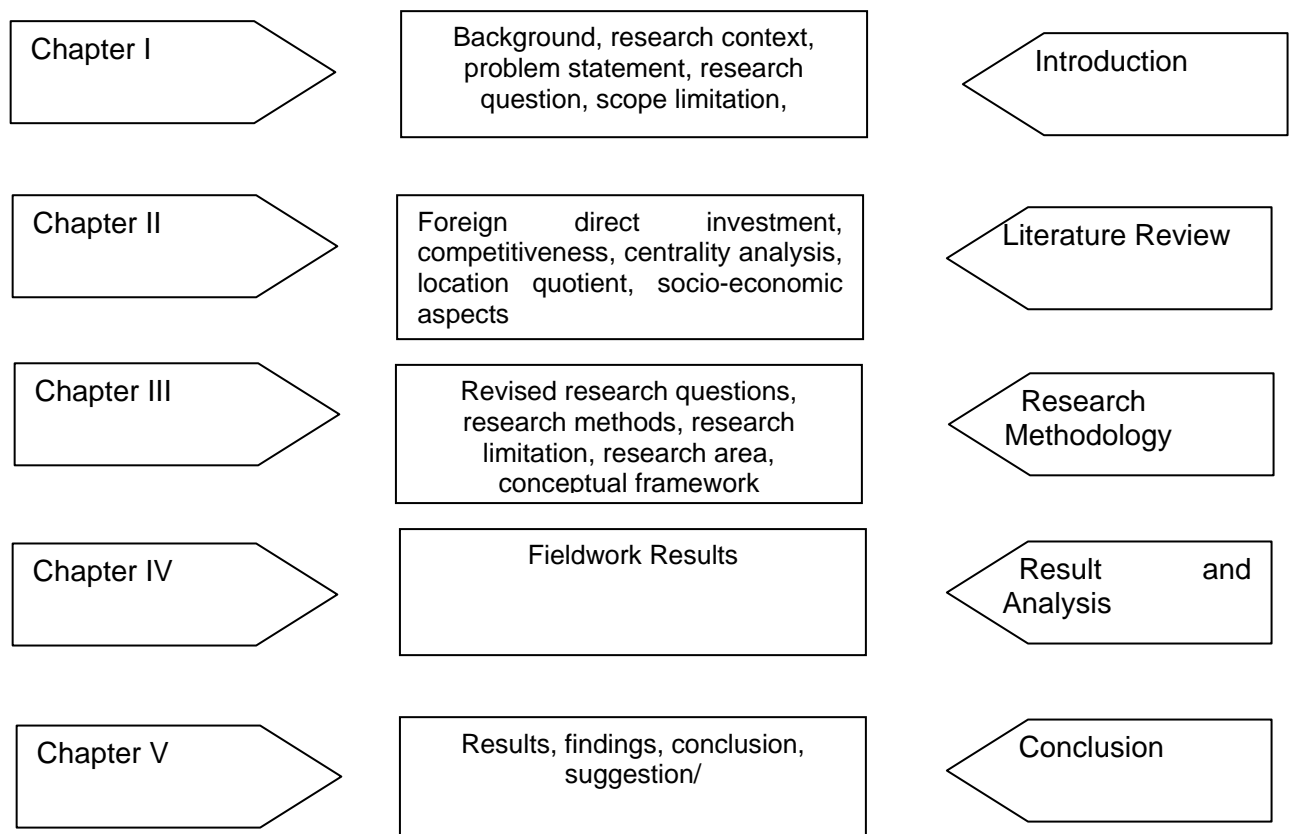 Chapter I
Background, research context,
problem statement, research
question, scope limitation,
Introduction
Chapter II
Foreign direct investment,
competitiveness, centrality analysis,
location quotient, socio-economic
aspects
Literature Review
Chapter III
Revised research questions,
research methods, research
limitation, research area,
conceptual framework
Research
Methodology
Chapter IV
Fieldwork Results
Result and
Analysis
Chapter V
Results, findings, conclusion,
suggestion/
Conclusion